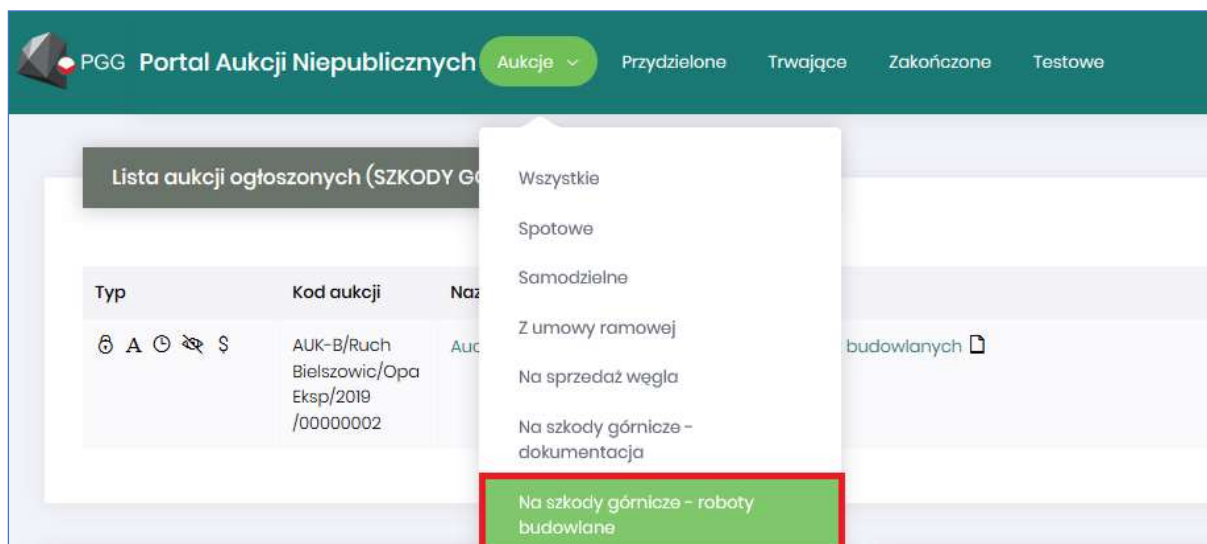 PGG Portal Aukcji Niepublicznych Aukcje Przydzielone Trwające Zakończone Testowe
Lista aukcji ogłoszonych (SZKODY
Wszystkie
Spotowe
Samodzielne
Z umowy ramowej
Na sprzedaż węgla
Na szkody górnicze -
dokumentacja
Na szkody górnicze - roboty
budowlane
Typ Kod aukcji
A $ AUK-B/Ruch budowlanych
Bielszowic/Opa
Eksp/2019
/00000002